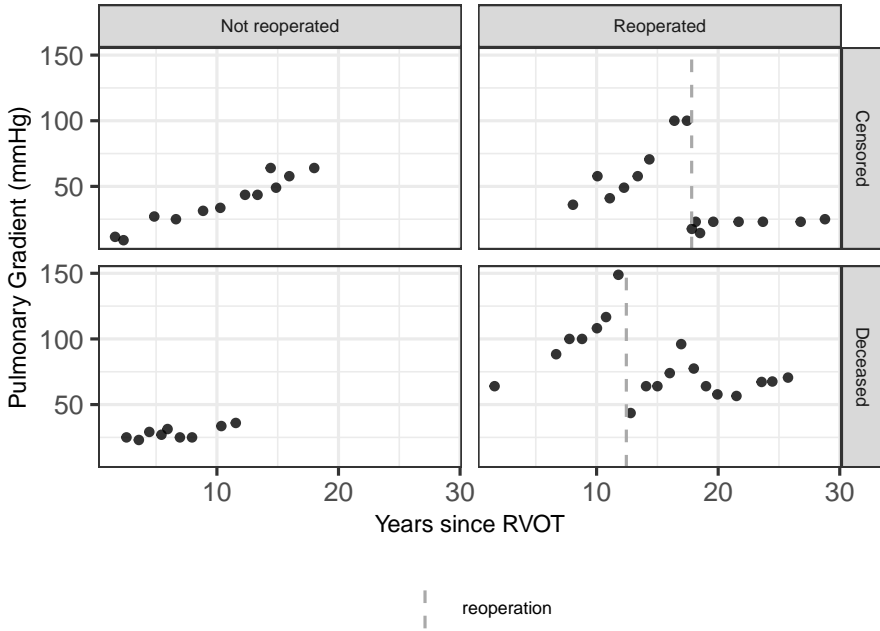 Not reoperated
Reoperated
Pulmonary Gradient (mmHg)
150
100
50
Censored
150
100
50
Deceased
10
20
30
10
20
30
Years since RVOT
reoperation